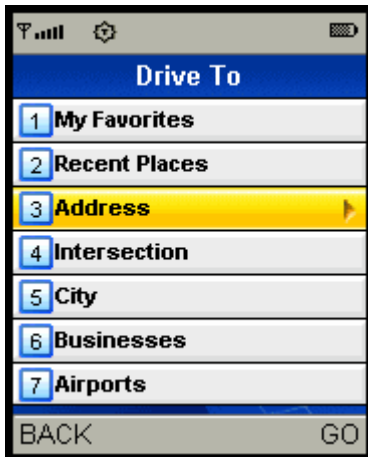 Drive To
1 My Favorites
2 Recent Places
3 Address
4 Intersection
5 City
6 Businesses
7 Airports
BACK GO